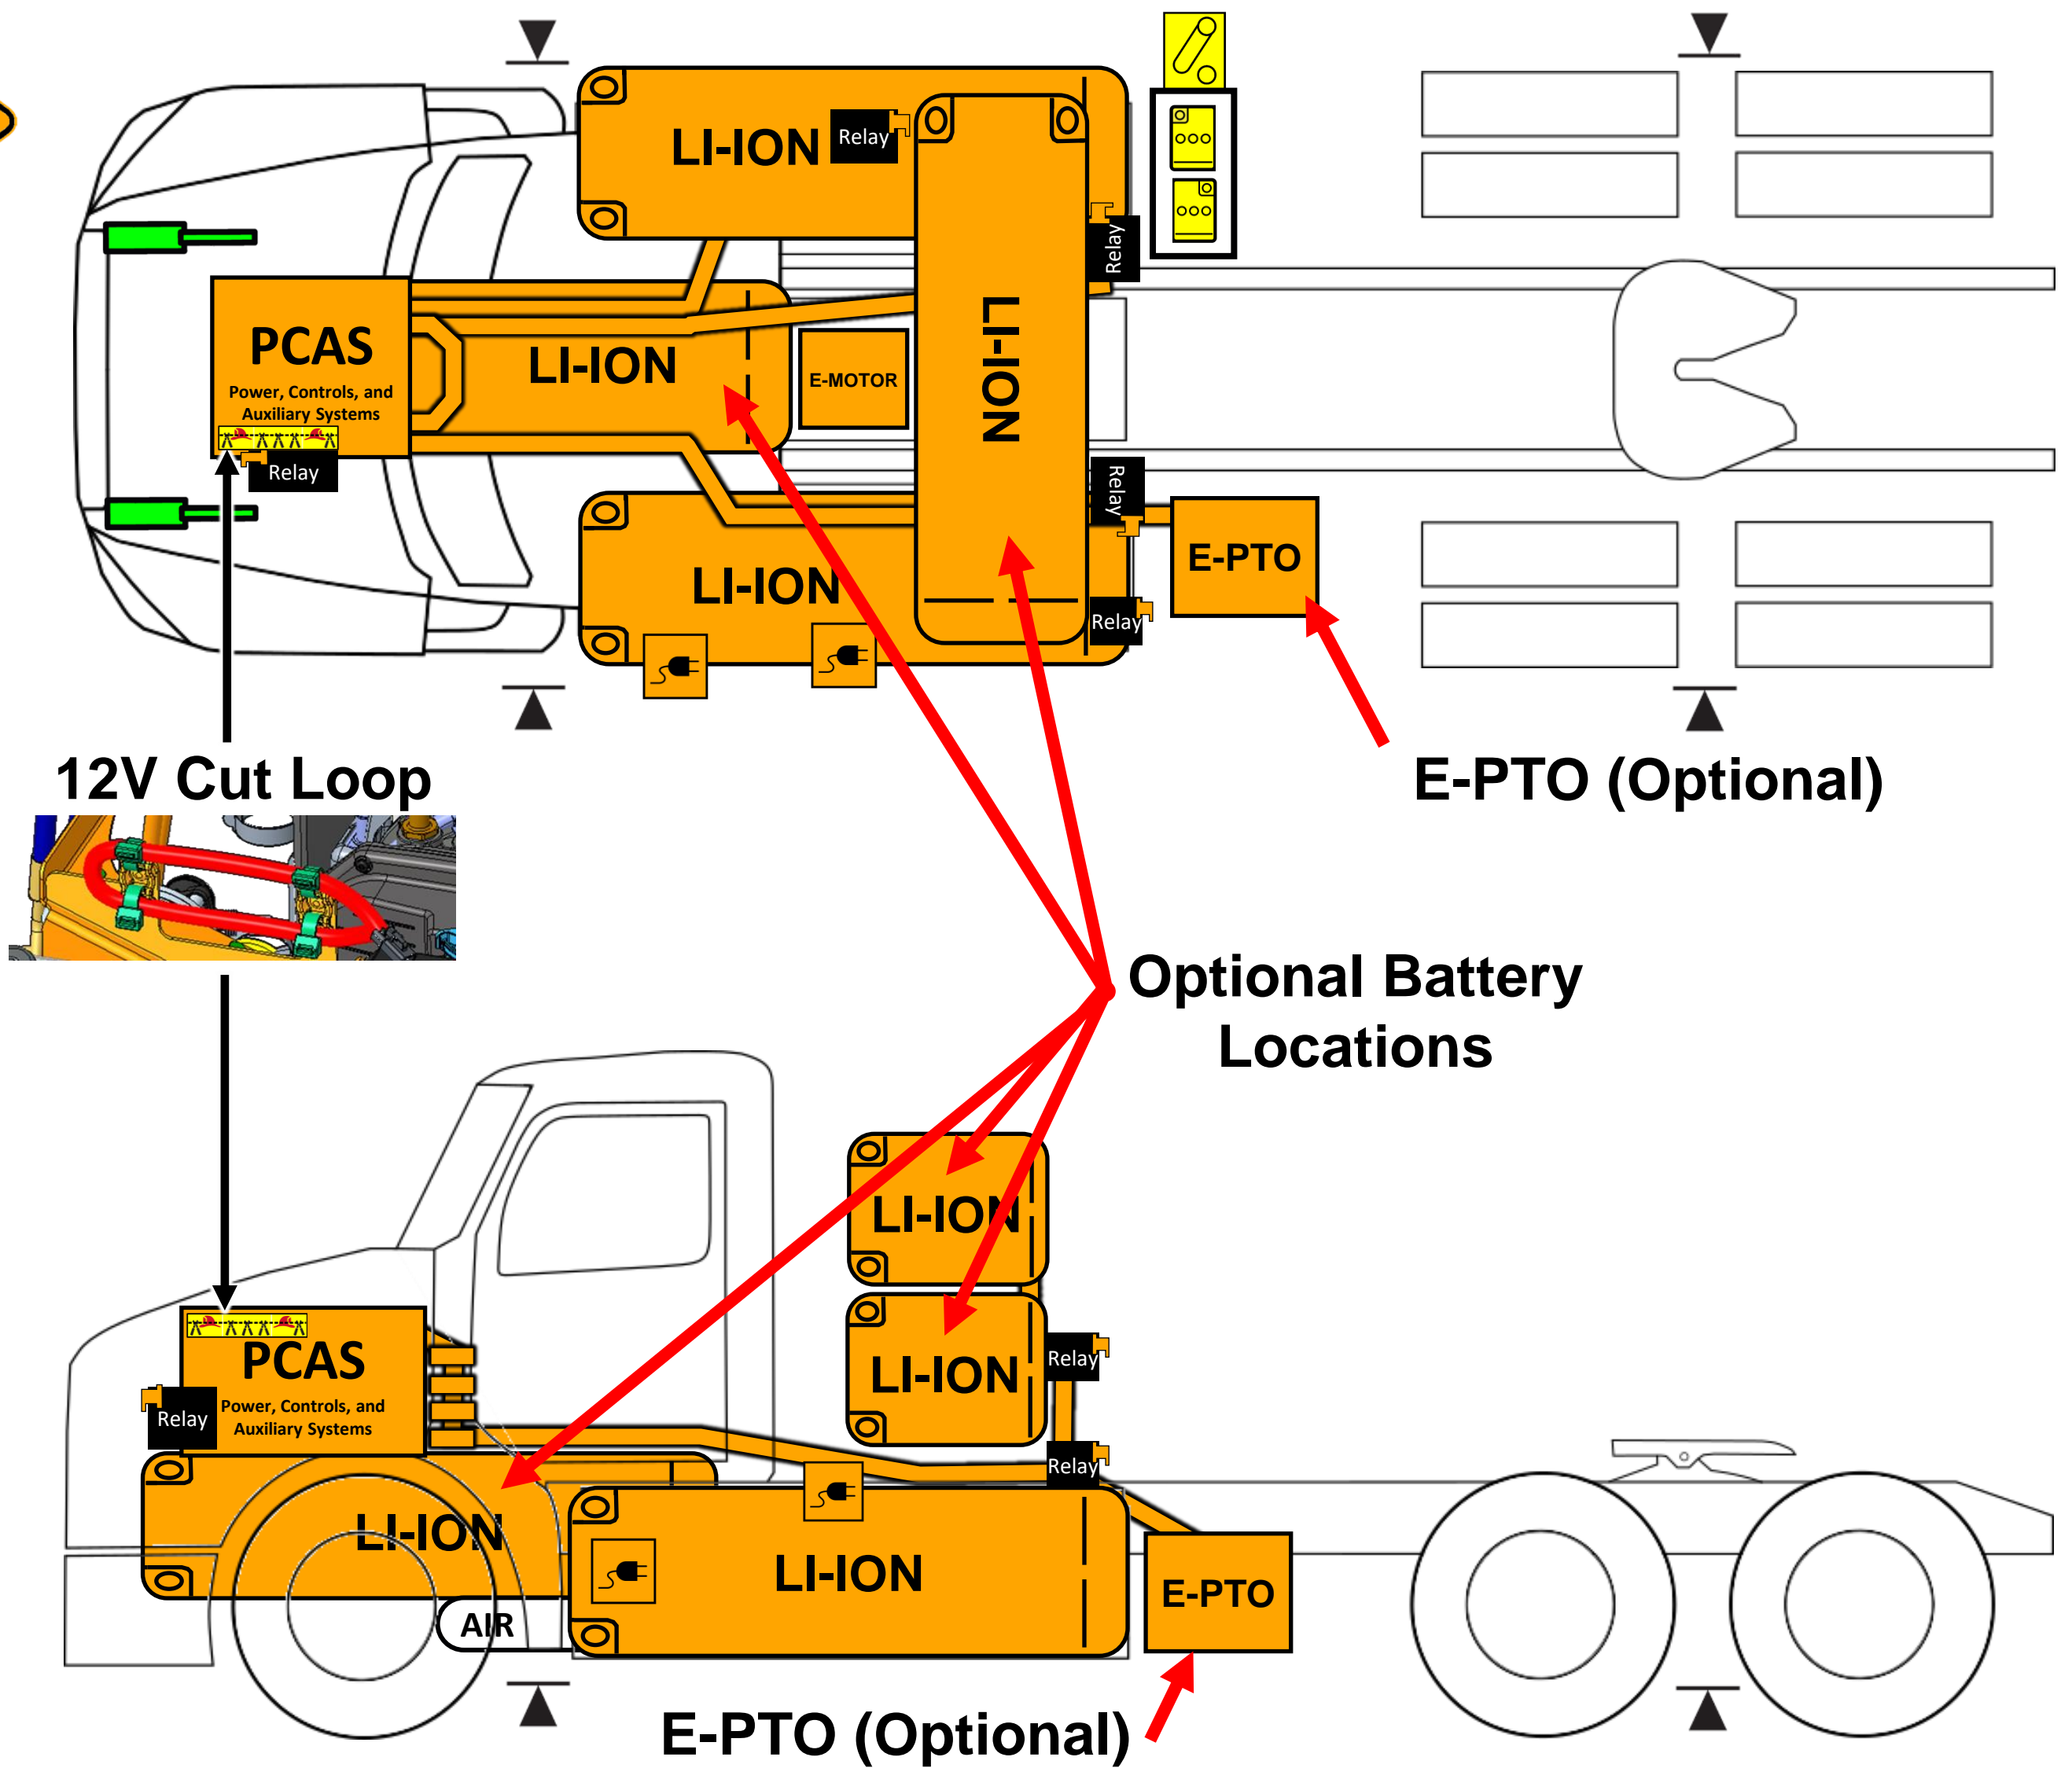 LI-ION
Relay
Relay
LI-ION
PCAS
Power, Controls, and
Auxiliary Systems
LI-ION
E-MOTOR
Relay
Relay
E-PTO
LI-ION
Relay
12V Cut Loop
E-PTO (Optional)
Optional Battery
Locations
LI-ION
LI-ION
Relay
PCAS
Power, Controls, and
Auxiliary Systems
Relay
Relay
LI-ION
LI-ION
E-PTO
AIR
E-PTO (Optional)